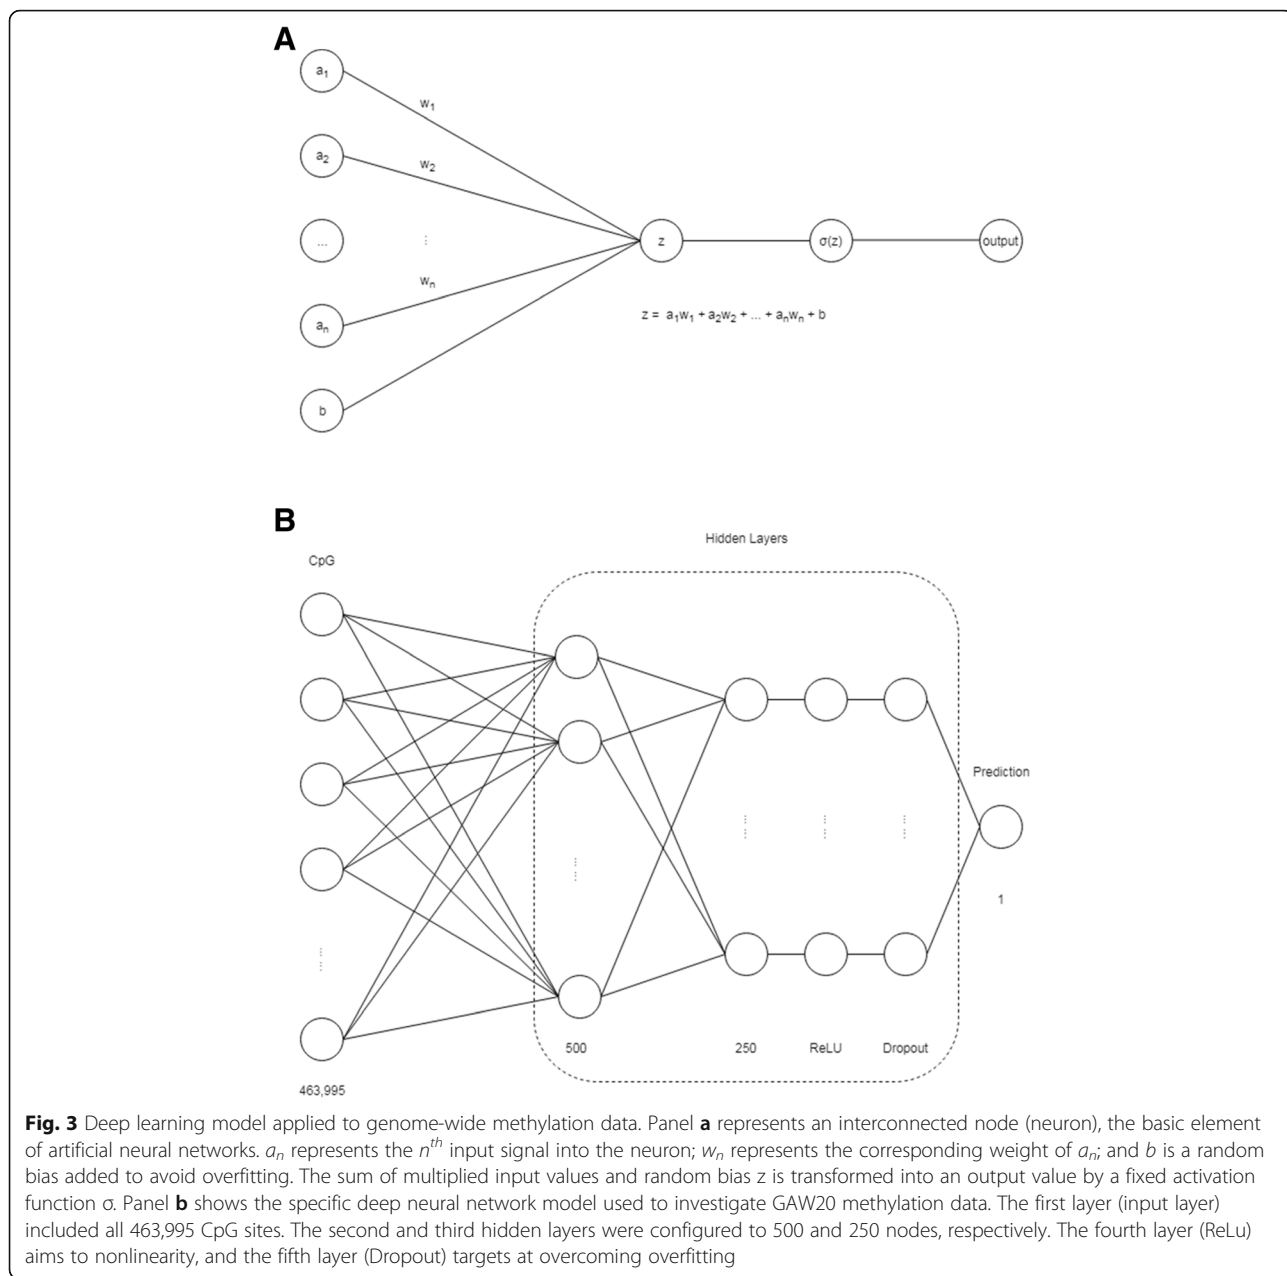 A
a1
w1
a2
w2
...
⋮
z
σ(z)
output
wn
an
z = a1w1 + a2w2 + ... + anwn + b
b
B
Hidden Layers
CpG
Prediction
1
500
250
ReLU
Dropout
463,995
Fig. 3 Deep learning model applied to genome-wide methylation data. Panel a represents an interconnected node (neuron), the basic element
of artificial neural networks. an represents the nth input signal into the neuron; wn represents the corresponding weight of an; and b is a random
bias added to avoid overfitting. The sum of multiplied input values and random bias z is transformed into an output value by a fixed activation
function σ. Panel b shows the specific deep neural network model used to investigate GAW20 methylation data. The first layer (input layer)
included all 463,995 CpG sites. The second and third hidden layers were configured to 500 and 250 nodes, respectively. The fourth layer (ReLu)
aims to nonlinearity, and the fifth layer (Dropout) targets at overcoming overfitting